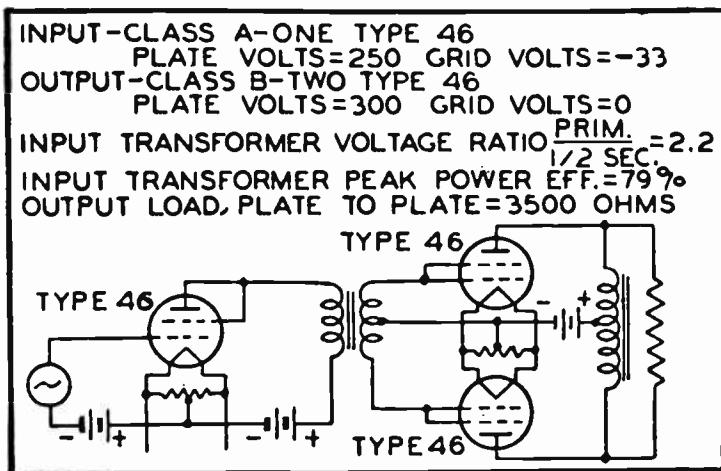 INPUT-CLASS A-ONE TYPE 46
PLATE VOLTS=250 GRID VOLTS=-33
OUTPUT-CLASS B-TWO TYPE 46
PLATE VOLTS=300 GRID VOLTS=0
INPUT TRANSFORMER VOLTAGE RATIO PRIM./1/2 SEC.=2.2
INPUT TRANSFORMER PEAK POWER EFF.=79%
OUTPUT LOAD, PLATE TO PLATE=3500 OHMS
TYPE 46
TYPE 46
- +
- +
- +
TYPE 46